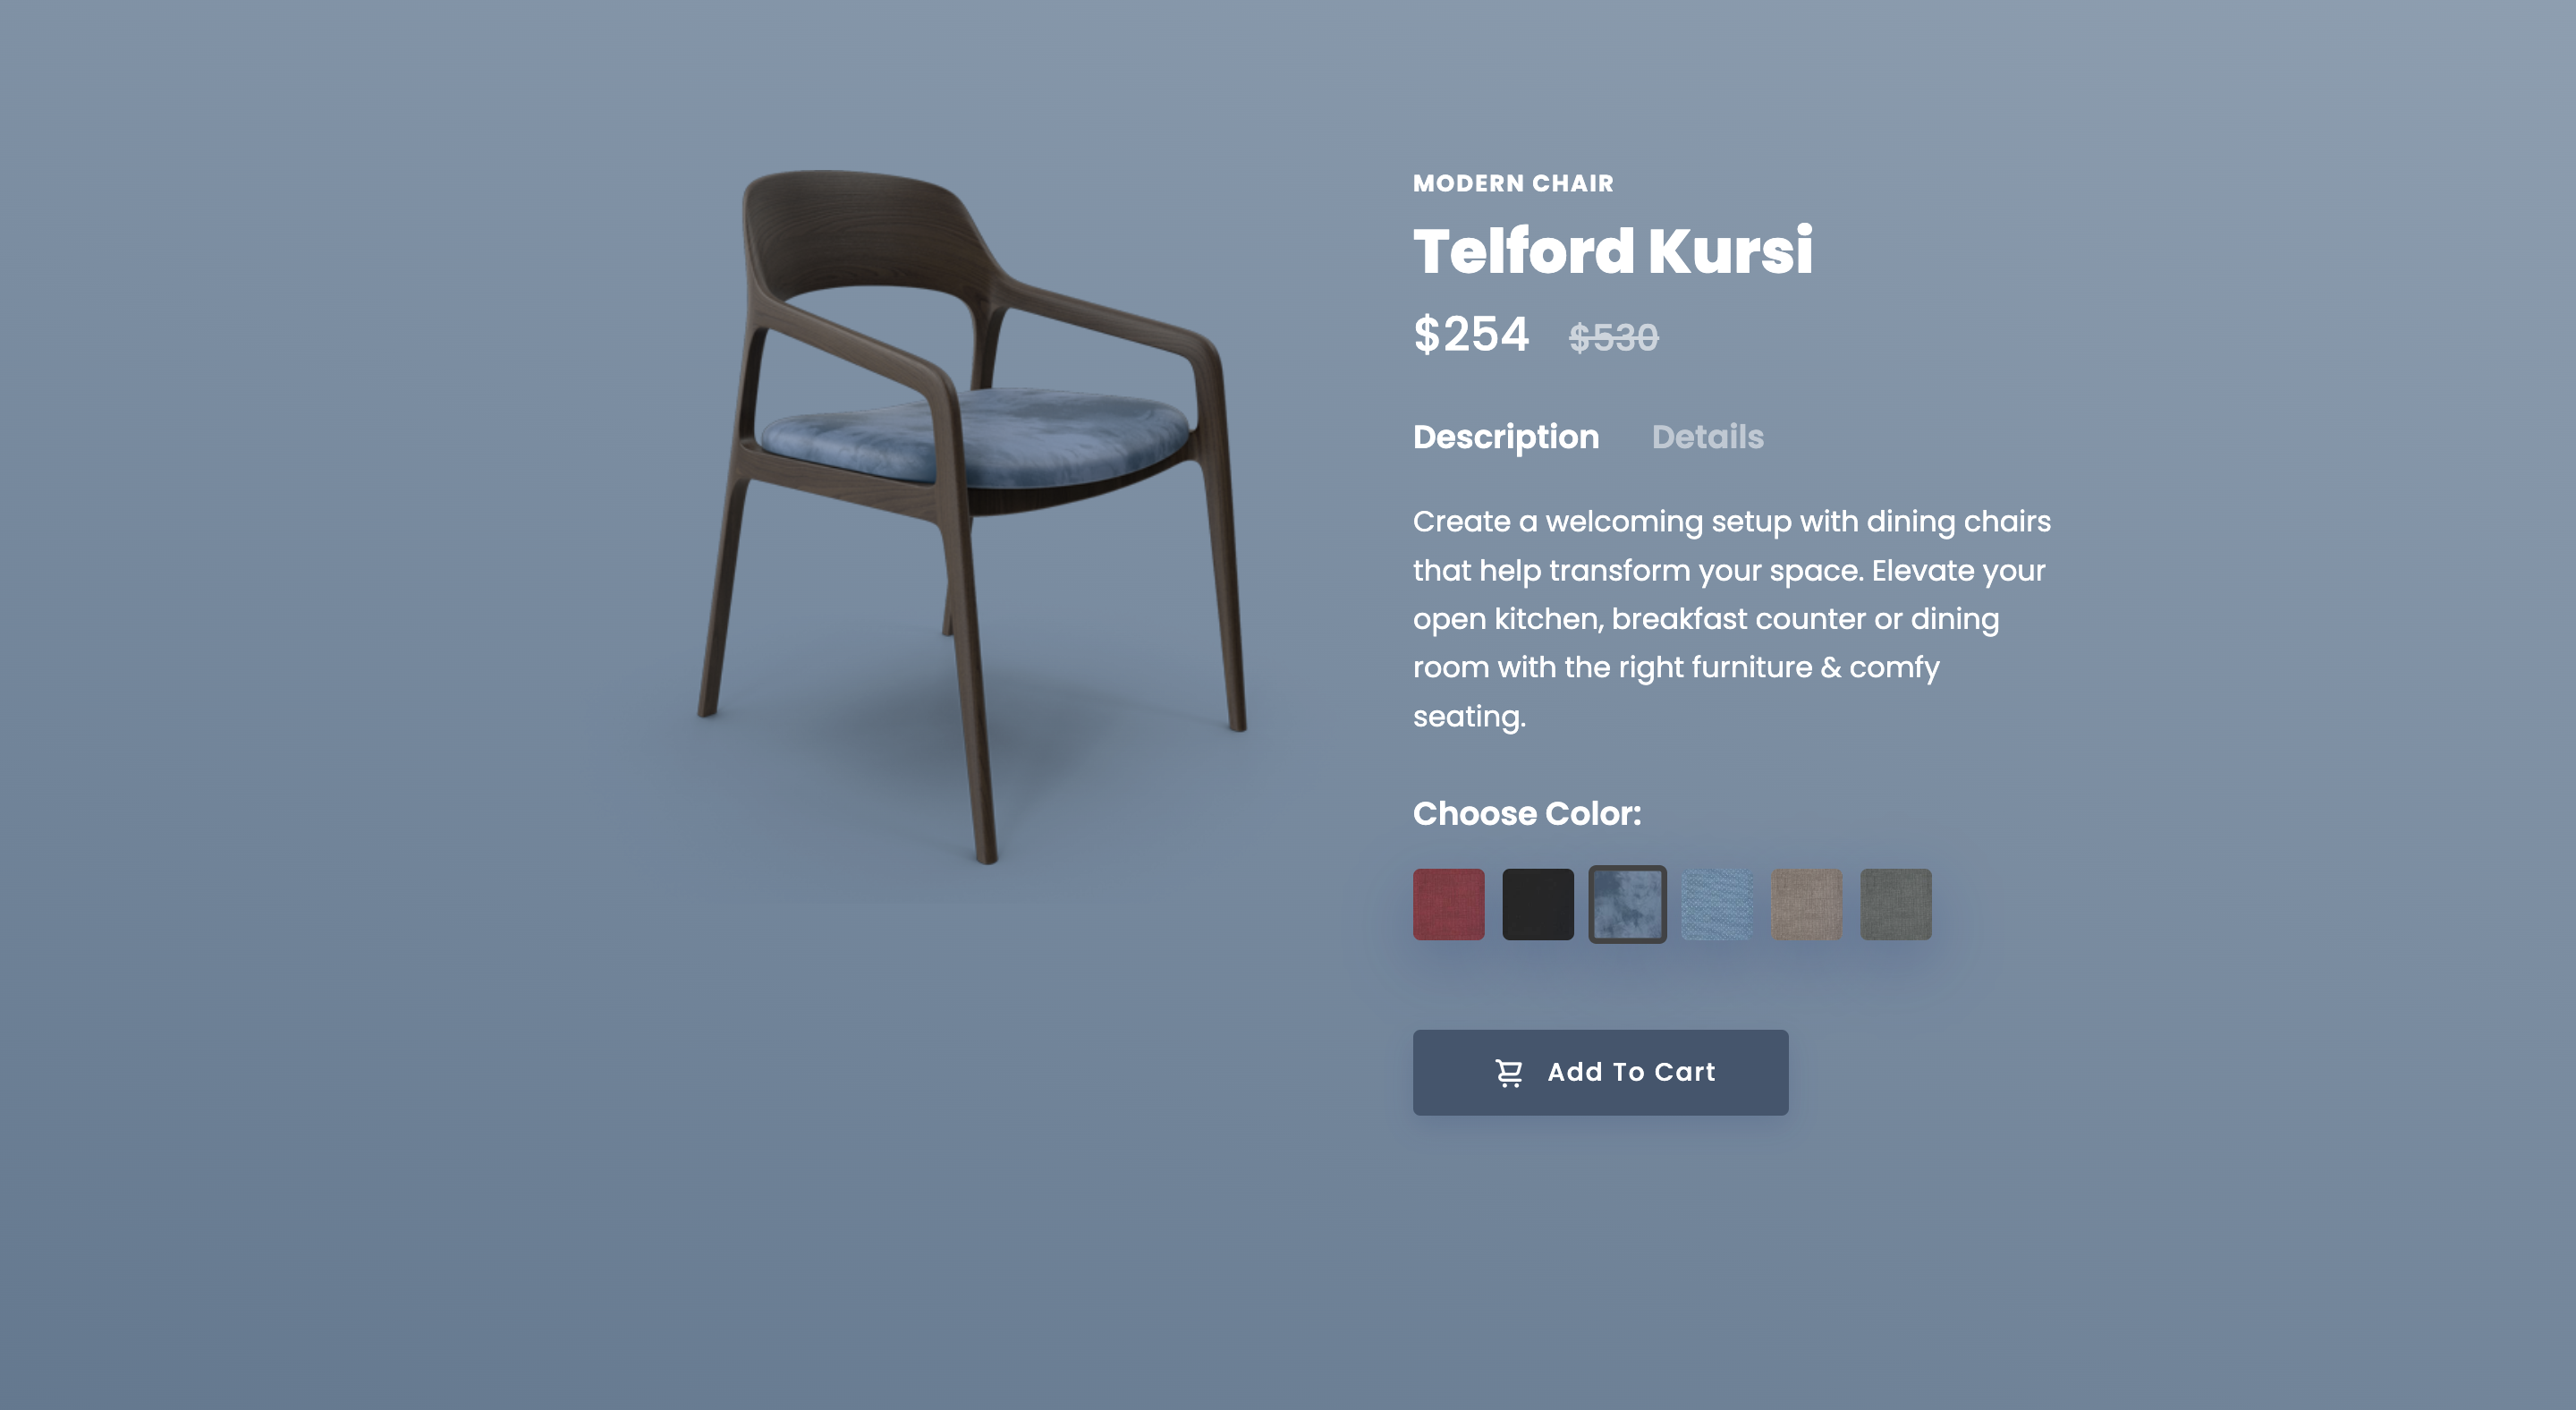 MODERN CHAIR
Telford Kursi
$254 $530
Description Details
Create a welcoming setup with dining chairs
that help transform your space. Elevate your
open kitchen, breakfast counter or dining
room with the right furniture & comfy
seating.
Choose Color:
Add To Cart